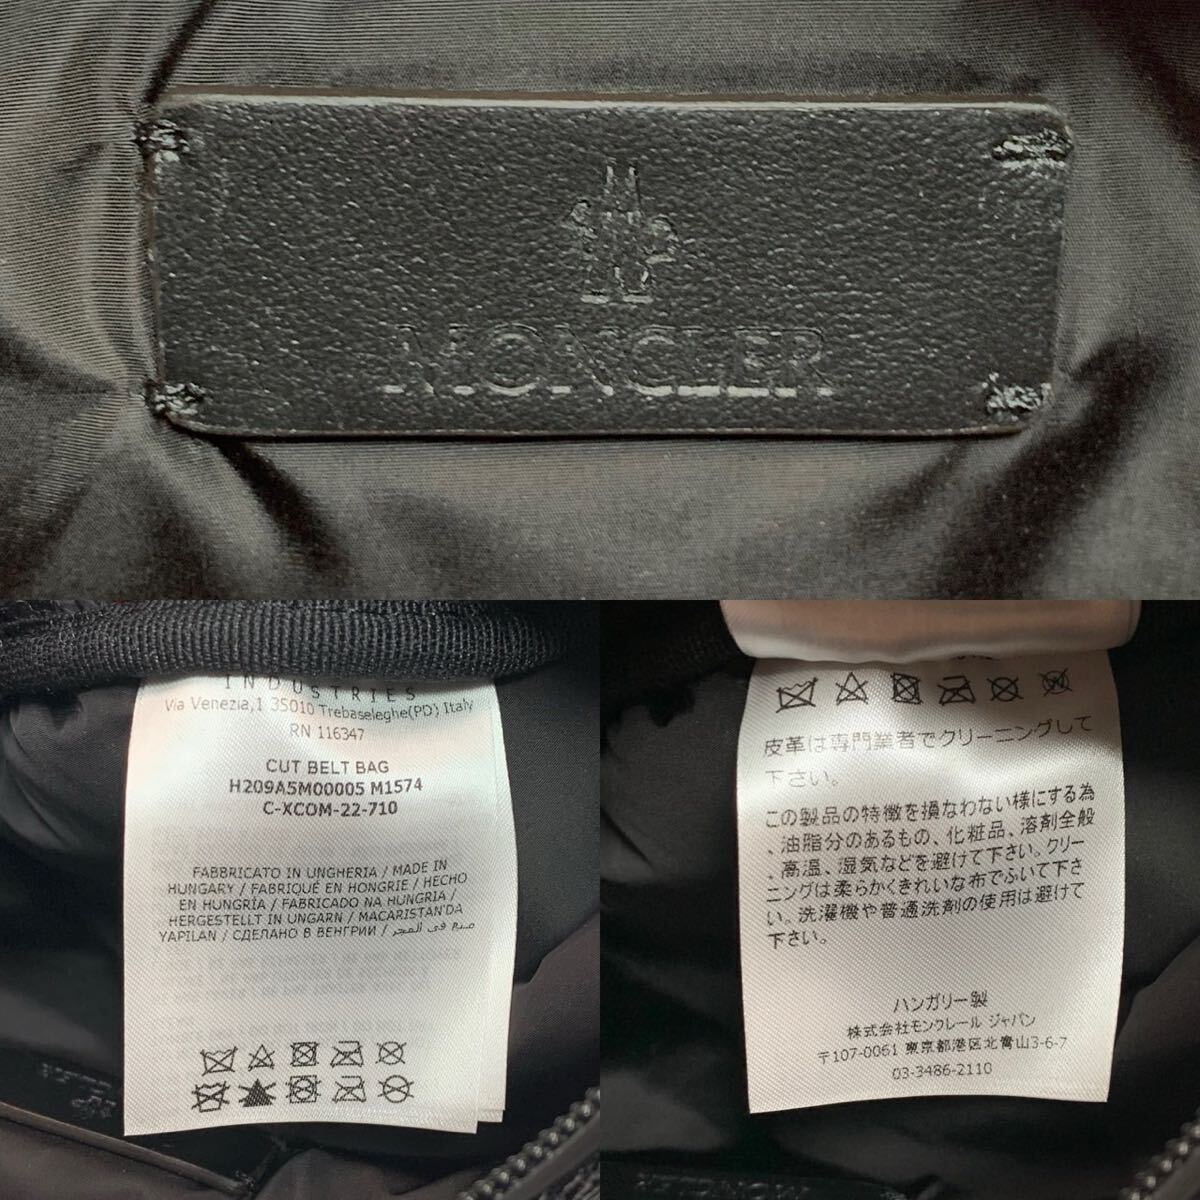 MONCLER
INDUSTRIES
Via Venezia,1 35010 Trebaseleghe(PD) Italy
RN 116347
CUT BELT BAG
H209A5M00005 M1574
C-XCOM-22-710
FABBRICATO IN UNGHERIA / MADE IN
HUNGARY / FABRIQUÉ EN HONGRIE / HECHO
EN HUNGRÍA / FABRICADO NA HUNGRIA /
HERGESTELLT IN UNGARN / MACARISTAN'DA
YAPILAN / СДЕЛАНО В ВЕНГРИИ / صنع في المجر
皮革は専門業者でクリーニングして
下さい。
この製品の特徴を損なわない様にする為
、油脂分のあるもの、化粧品、溶剤全般
、高温、湿気などを避けて下さい。クリー
ニングは柔らかくきれいな布でふいて下さ
い。洗濯機や普通洗剤の使用は避けて
下さい。
ハンガリー製
株式会社モンクレール ジャパン
〒107-0061 東京都港区北青山3-6-7
03-3486-2110